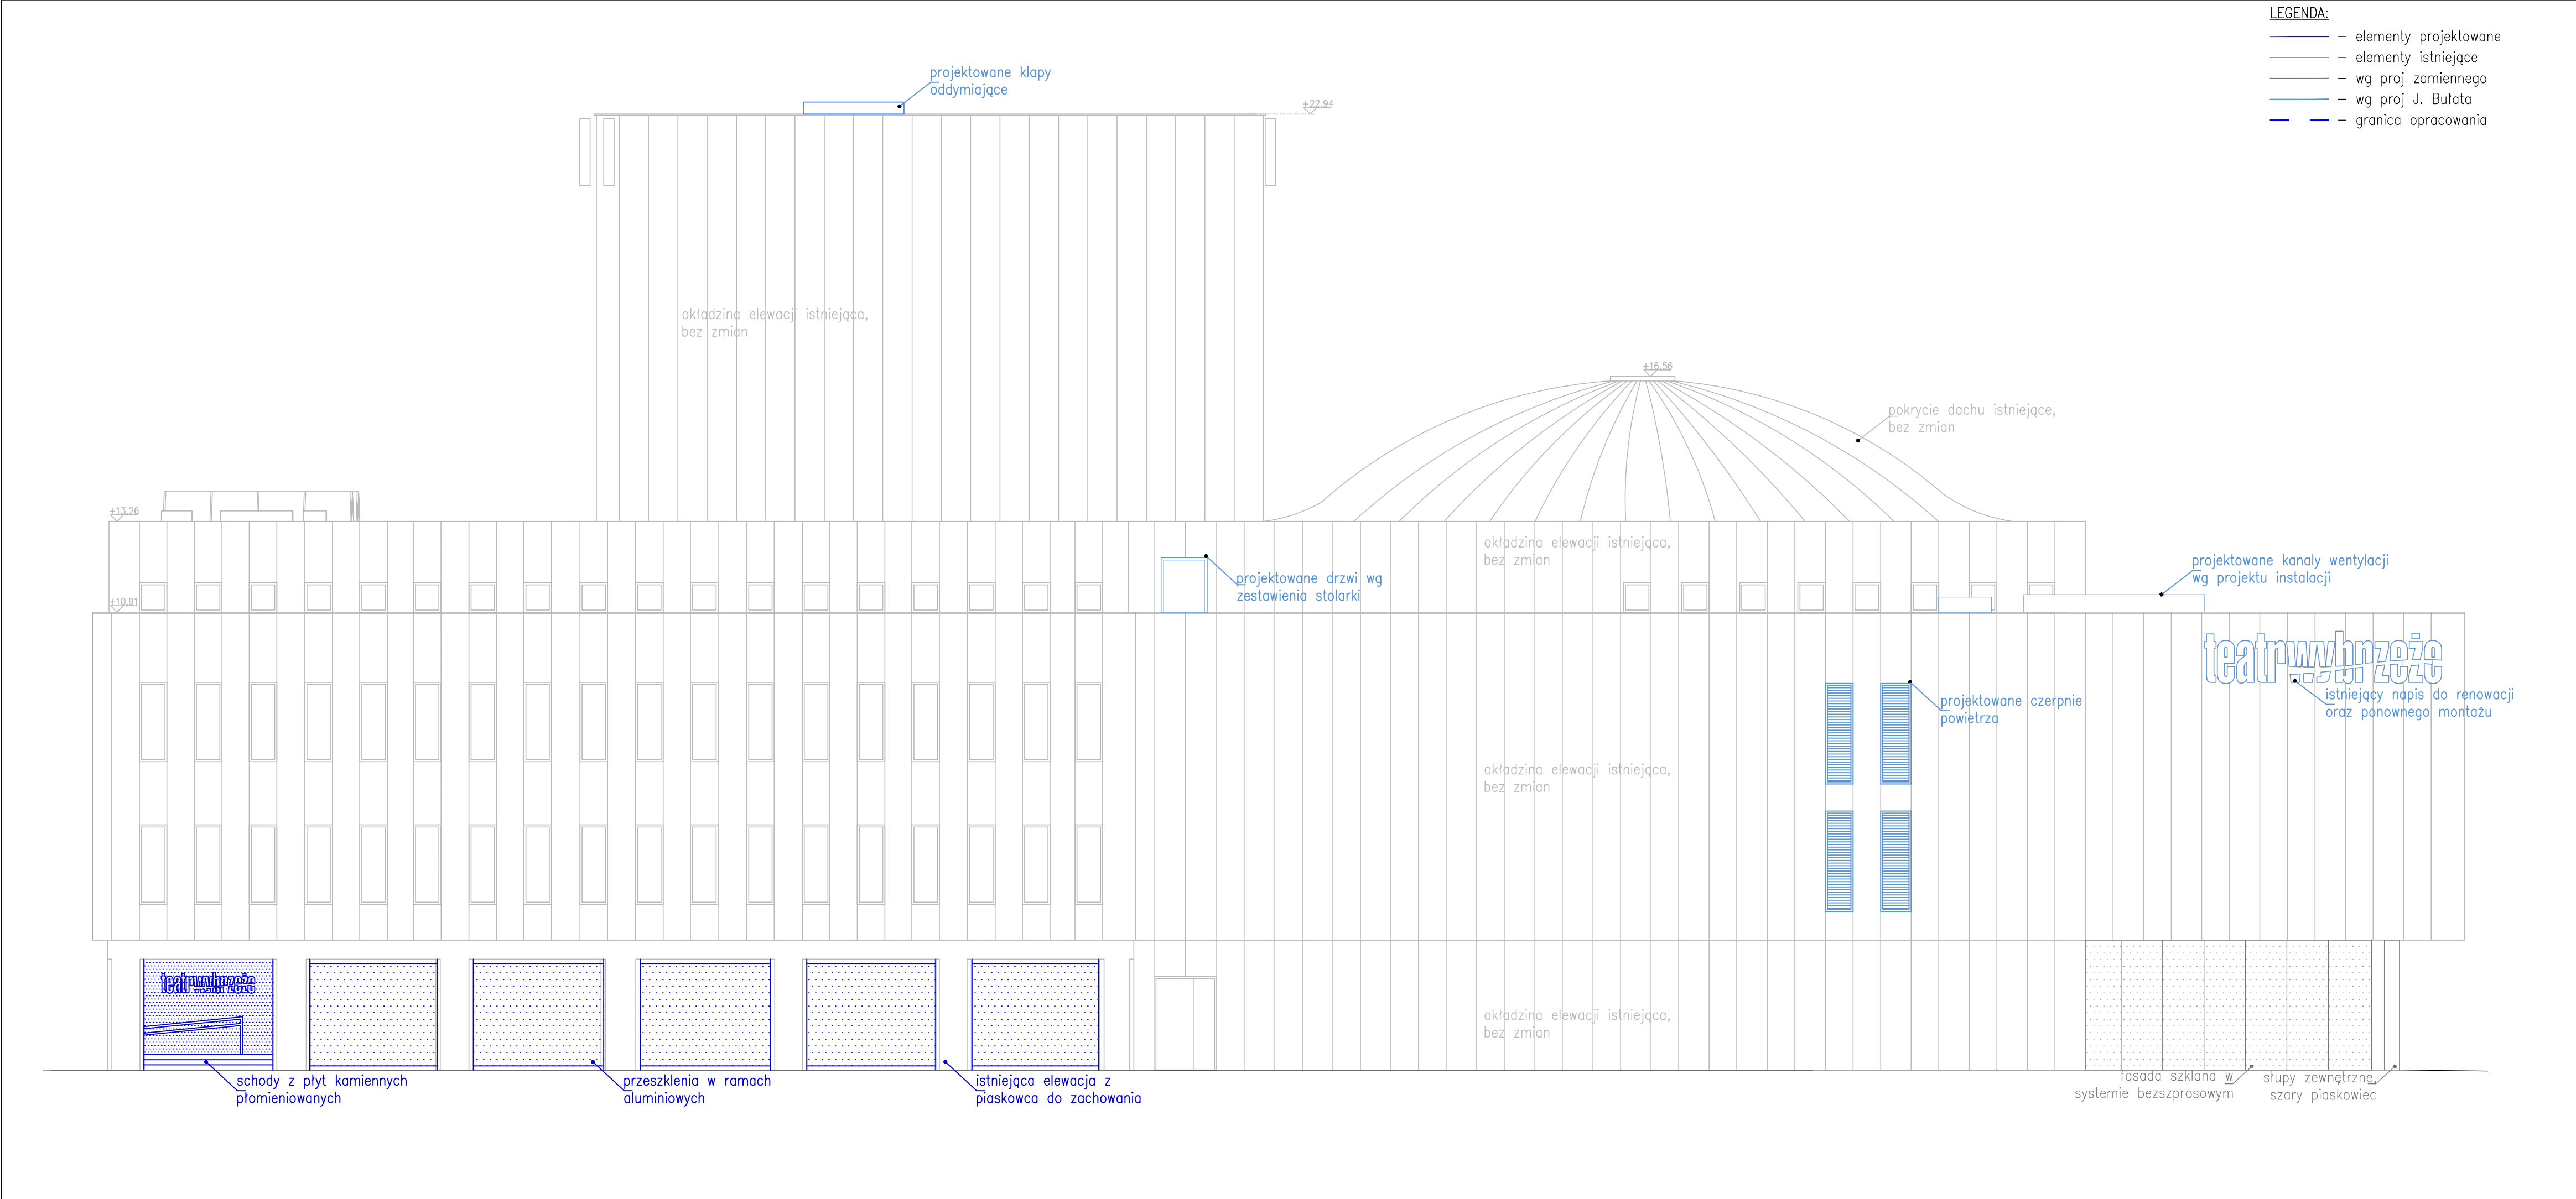 LEGENDA:
– elementy projektowane
– elementy istniejące
– wg proj zamiennego
– wg proj J. Bułata
– granica opracowania
projektowane klapy
oddymiające
+22,94
okładzina elewacji istniejąca,
bez zmian
+16,56
pokrycie dachu istniejące,
bez zmian
+13,26
okładzina elewacji istniejąca,
bez zmian
projektowane drzwi wg
zestawienia stolarki
projektowane kanaly wentylacji
wg projektu instalacji
+10,91
teatrwybrzeże
istniejący napis do renowacji
oraz ponownego montażu
projektowane czerpnie
powietrza
okładzina elewacji istniejąca,
bez zmian
teatrwybrzeże
okładzina elewacji istniejąca,
bez zmian
schody z płyt kamiennych
płomieniowanych
przeszklenia w ramach
aluminiowych
istniejąca elewacja z
piaskowca do zachowania
fasada szklana w
systemie bezszprosowym
słupy zewnętrzne,
szary piaskowiec